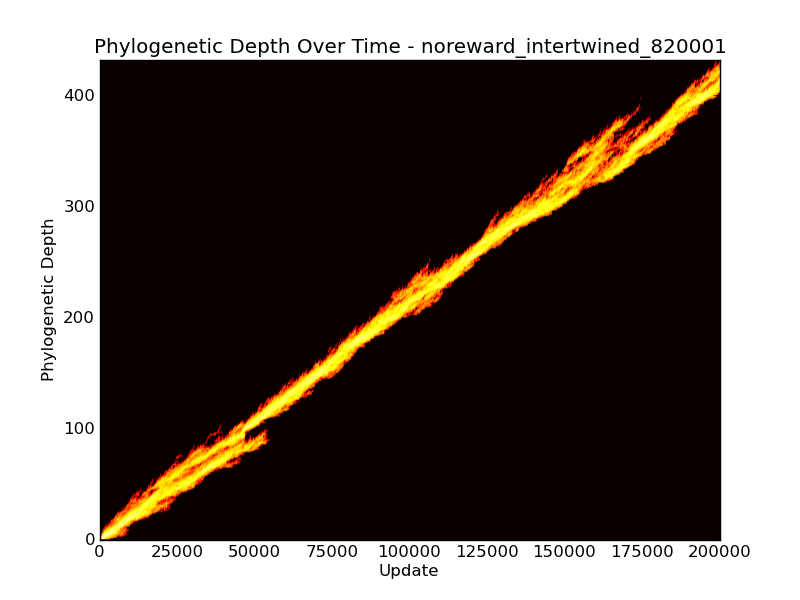 Phylogenetic Depth Over Time - noreward_intertwined_820001
Phylogenetic Depth
400
300
200
100
0
0 25000 50000 75000 100000 125000 150000 175000 200000
Update